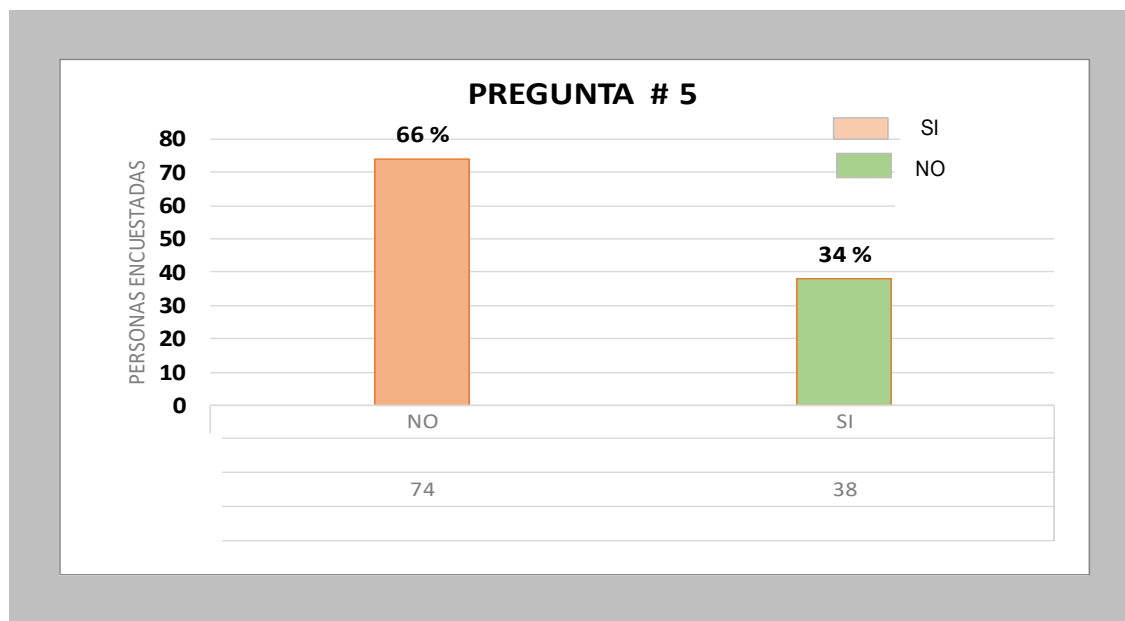 PREGUNTA # 5
SI
NO
PERSONAS ENCUESTADAS
80
70
60
50
40
30
20
10
0
66 %
34 %
NO SI
74 38